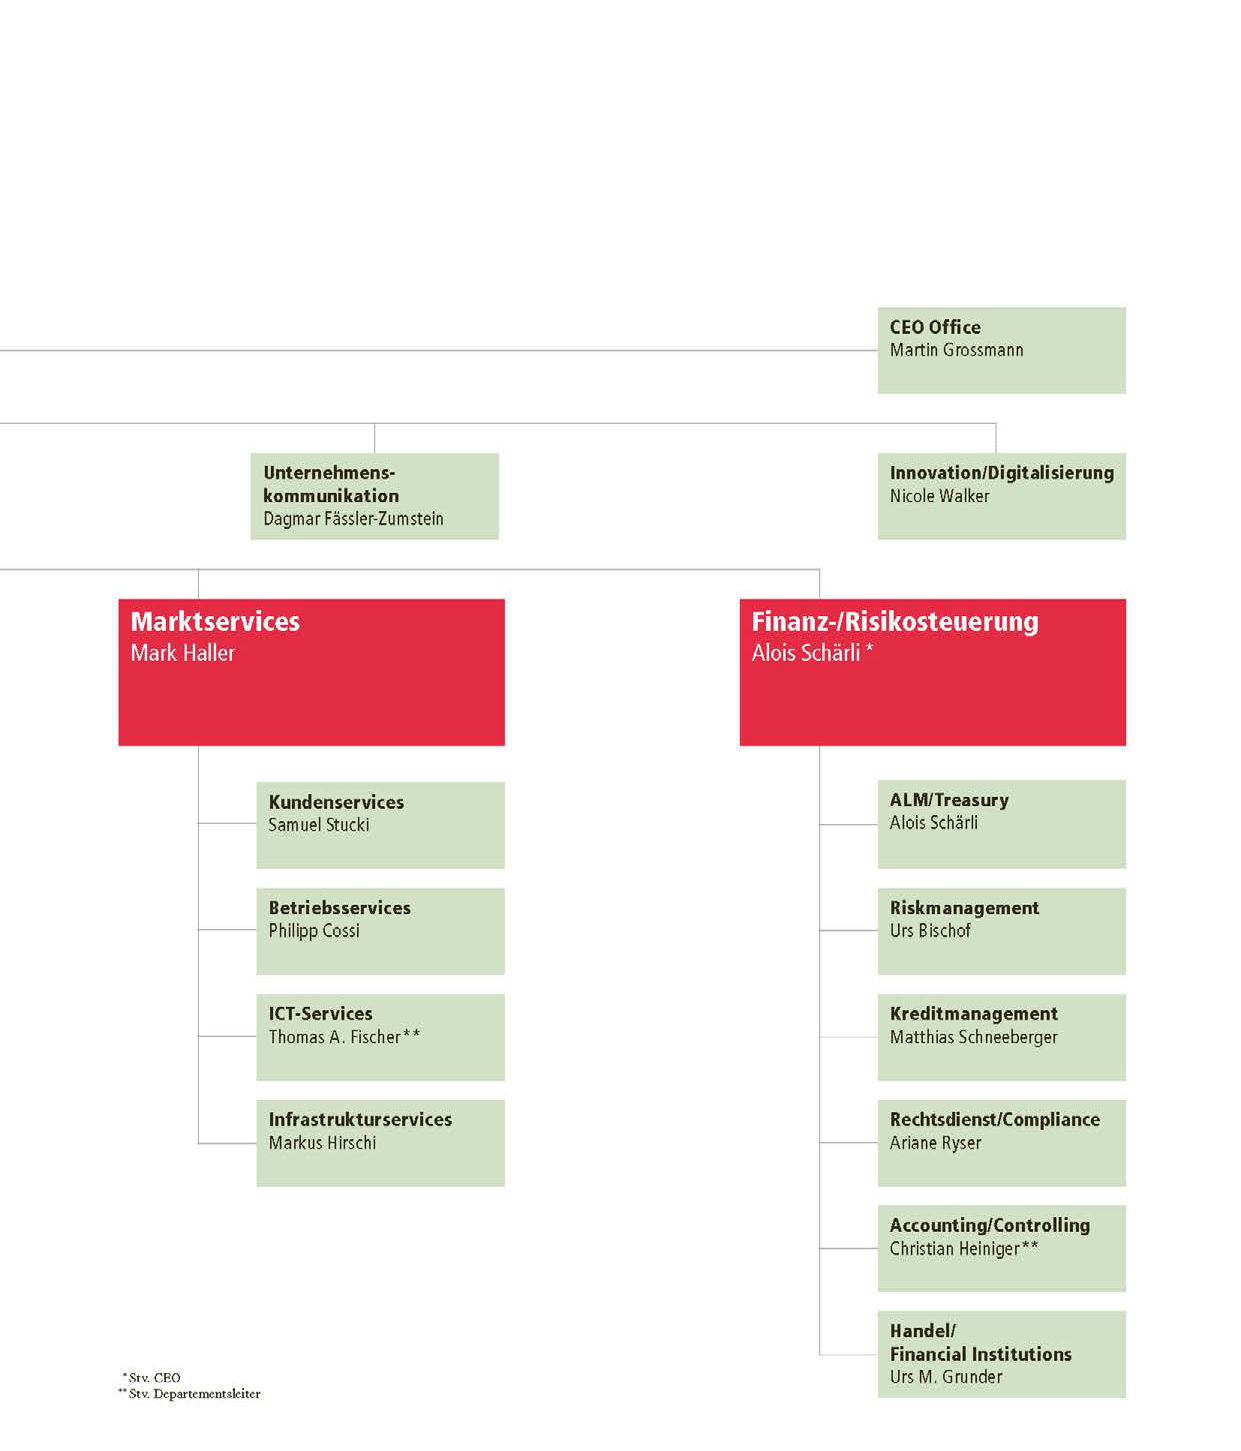 CEO Office
Martin Grossmann
Unternehmens-
kommunikation
Dagmar Fässler-Zumstein
Innovation/Digitalisierung
Nicole Walker
Marktservices
Mark Haller
Finanz-/Risikosteuerung
Alois Schärli *
Kundenservices
Samuel Stucki
Betriebsservices
Philipp Cossi
ICT-Services
Thomas A. Fischer**
Infrastrukturservices
Markus Hirschi
ALM/Treasury
Alois Schärli
Riskmanagement
Urs Bischof
Kreditmanagement
Matthias Schneeberger
Rechtsdienst/Compliance
Ariane Ryser
Accounting/Controlling
Christian Heiniger**
Handel/
Financial Institutions
Urs M. Grunder
* Stv. CEO
** Stv. Departementsleiter